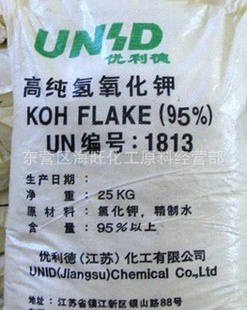 UNID
优利德
高纯氢氧化钾
KOH FLAKE (95%)
UN编号:1813
东营区海旺化工原料经营部
生产日期:
净重:25KG
原材料:氯化钾,精制水
含量:95%以上
优利德(江苏)化工有限公司
UNID(Jiangsu)Chemical Co.,Ltd
地址:江苏省镇江新区银山路88号